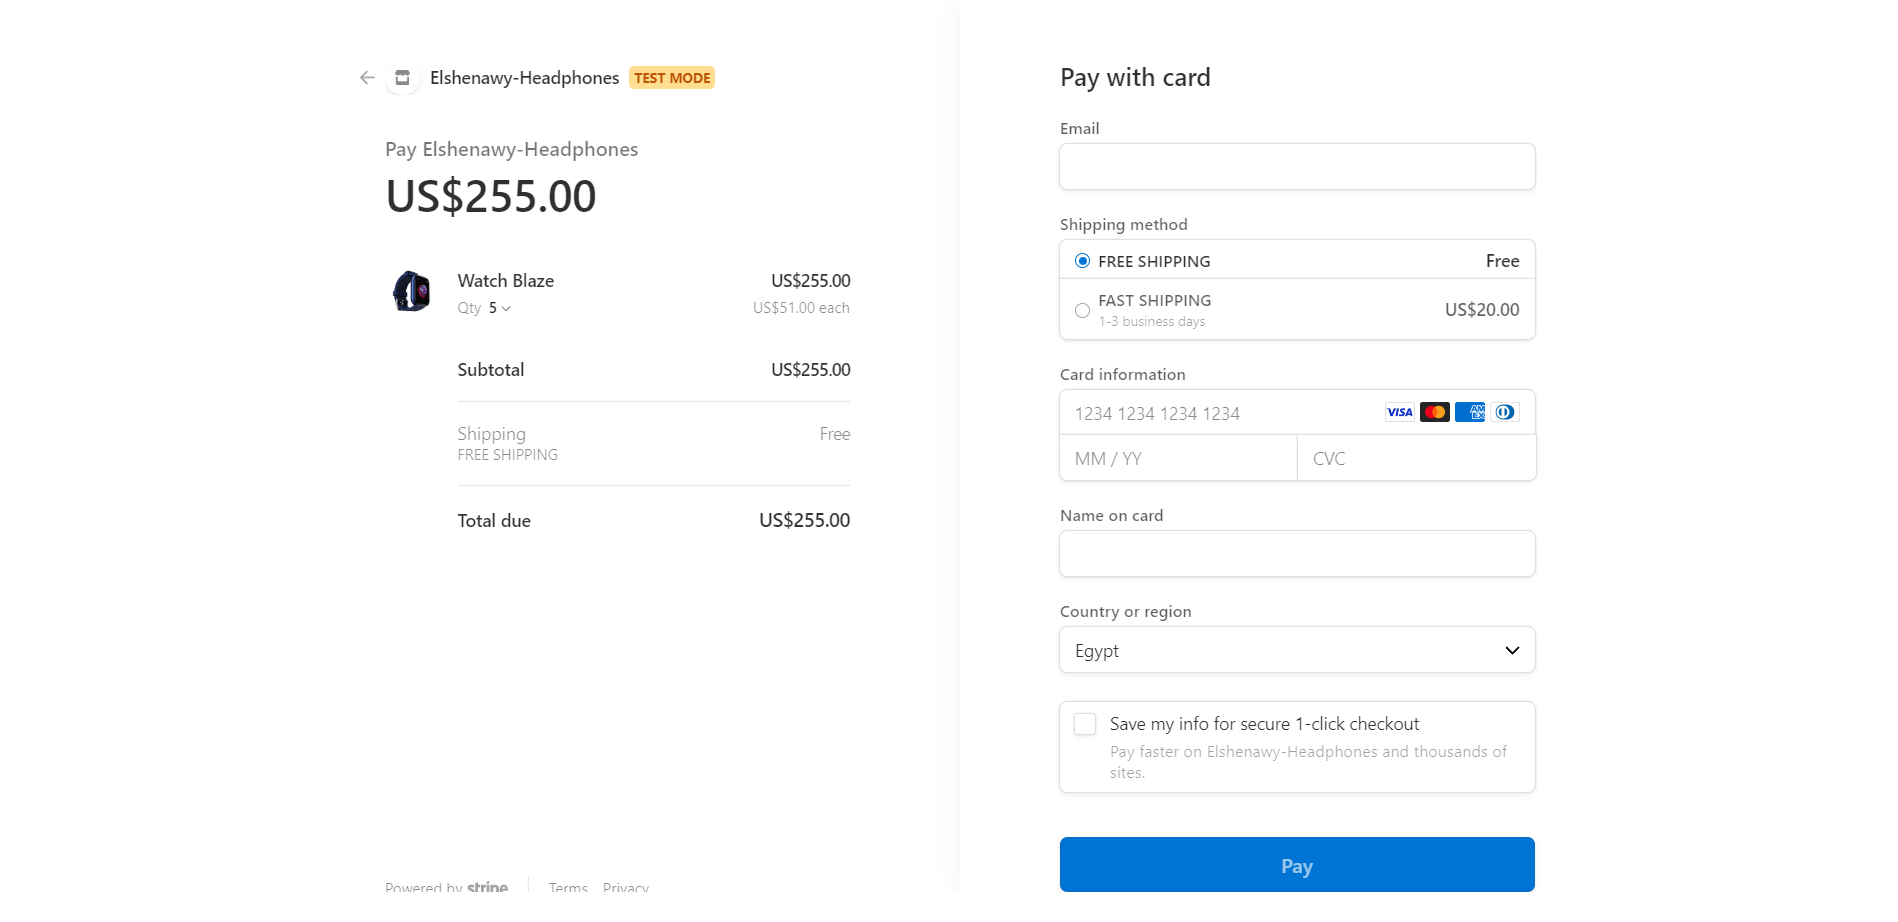 Elshenawy-Headphones TEST MODE
Pay Elshenawy-Headphones
US$255.00
Watch Blaze US$255.00
Qty 5 US$51.00 each
Subtotal US$255.00
Shipping Free
FREE SHIPPING
Total due US$255.00
Powered by stripe Terms Privacy
Pay with card
Email
Shipping method
FREE SHIPPING Free
FAST SHIPPING
1-3 business days
US$20.00
Card information
1234 1234 1234 1234 VISA AM EX
MM / YY CVC
Name on card
Country or region
Egypt
Save my info for secure 1-click checkout
Pay faster on Elshenawy-Headphones and thousands of
sites.
Pay